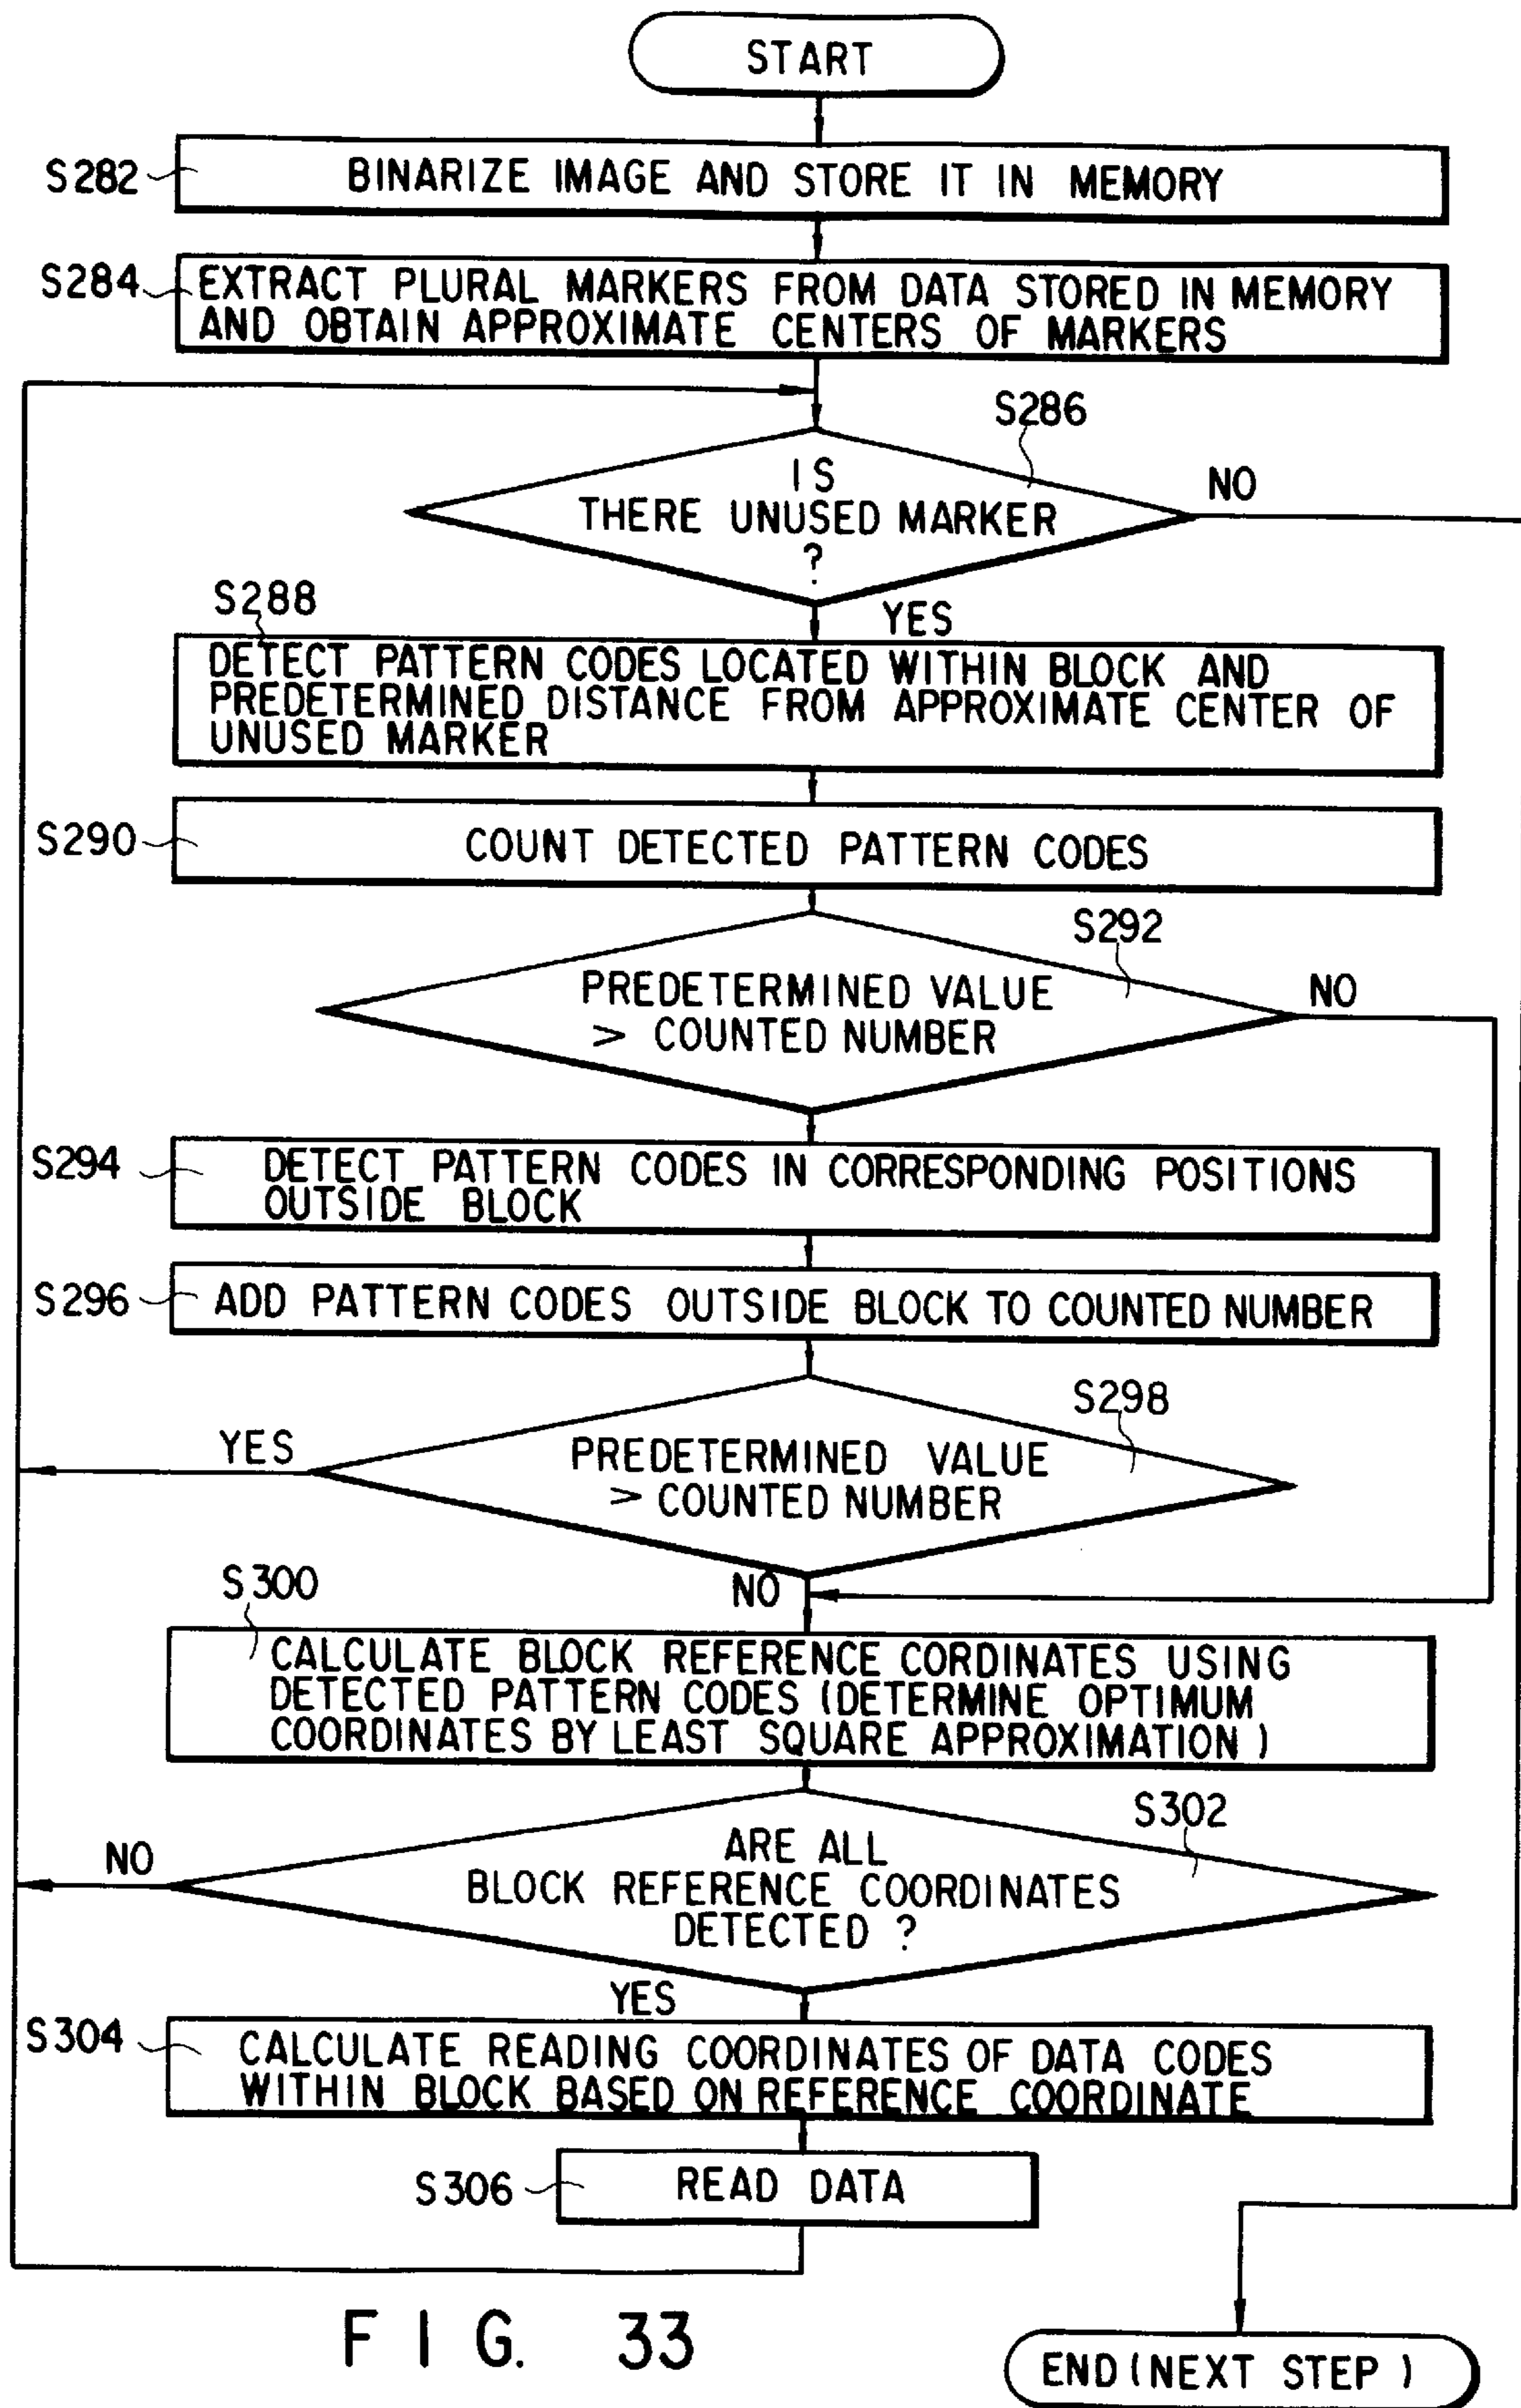 START
S282
BINARIZE IMAGE AND STORE IT IN MEMORY
S284
EXTRACT PLURAL MARKERS FROM DATA STORED IN MEMORY
AND OBTAIN APPROXIMATE CENTERS OF MARKERS
S286
IS
THERE UNUSED MARKER
?
NO
YES
S288
DETECT PATTERN CODES LOCATED WITHIN BLOCK AND
PREDETERMINED DISTANCE FROM APPROXIMATE CENTER OF
UNUSED MARKER
S290
COUNT DETECTED PATTERN CODES
S292
PREDETERMINED VALUE
> COUNTED NUMBER
NO
S294
DETECT PATTERN CODES IN CORRESPONDING POSITIONS
OUTSIDE BLOCK
S296
ADD PATTERN CODES OUTSIDE BLOCK TO COUNTED NUMBER
S298
YES
PREDETERMINED VALUE
> COUNTED NUMBER
NO
S300
CALCULATE BLOCK REFERENCE CORDINATES USING
DETECTED PATTERN CODES (DETERMINE OPTIMUM
COORDINATES BY LEAST SQUARE APPROXIMATION)
S302
NO
ARE ALL
BLOCK REFERENCE COORDINATES
DETECTED ?
YES
S304
CALCULATE READING COORDINATES OF DATA CODES
WITHIN BLOCK BASED ON REFERENCE COORDINATE
S306
READ DATA
FIG. 33
END (NEXT STEP)